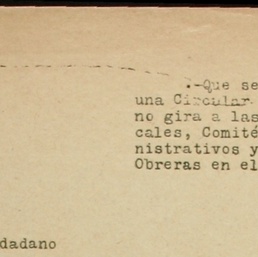 .-Que se
una Circular
no gira a las
cales, Comité
nistrativos y
Obreras en el
dadano